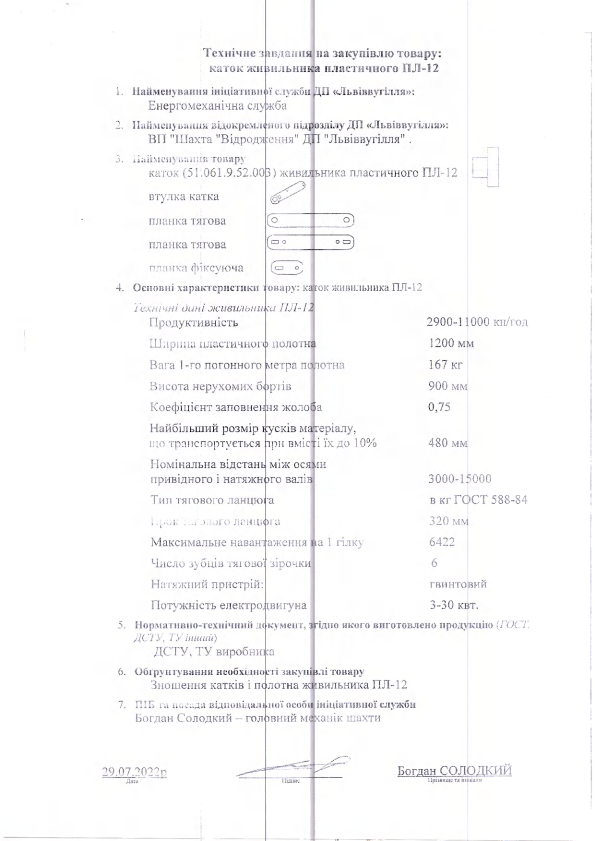 Технічне завдання на закупівлю товару:
каток живильника пластичного ПЛ-12
1. Найменування ініціативної служби ДП «Львіввугілля»:
Енергомеханічна служба
2. Найменування відокремленого підрозділу ДП «Львіввугілля»:
ВП "Шахта "Відродження" ДП "Львіввугілля" .
3. Найменування товару
каток (51.061.9.52.003) живильника пластичного ПЛ-12
втулка катка
планка тягова
планка тягова
планка фіксуюча
4. Основні характеристики товару: каток живильника ПЛ-12
Технічні дані живильника ПЛ-12
Продуктивність 2900-11000 кн/год
Ширина пластичного полотна 1200 мм
Вага 1-го погонного метра полотна 167 кг
Висота нерухомих бортів 900 мм
Коефіцієнт заповнення жолоба 0,75
Найбільший розмір кусків матеріалу,
що транспортується при вмісті їх до 10% 480 мм
Номінальна відстань між осями
привідного і натяжного валів 3000-15000
Тип тягового ланцюга в кг ГОСТ 588-84
Крок тягового ланцюга 320 мм
Максимальне навантаження на 1 гілку 6422
Число зубців тягової зірочки 6
Натяжний пристрій: гвинтовий
Потужність електродвигуна 3-30 квт.
5. Нормативно-технічний документ, згідно якого виготовлено продукцію (ГОСТ,
ДСТУ, ТУ інший)
ДСТУ, ТУ виробника
6. Обґрунтування необхідності закупівлі товару
Зношення катків і полотна живильника ПЛ-12
7. ПІБ та посада відповідальної особи ініціативної служби
Богдан Солодкий – головний механік шахти
29.07.2022р Богдан СОЛОДКИЙ
Дата Підпис Прізвище та ініціали